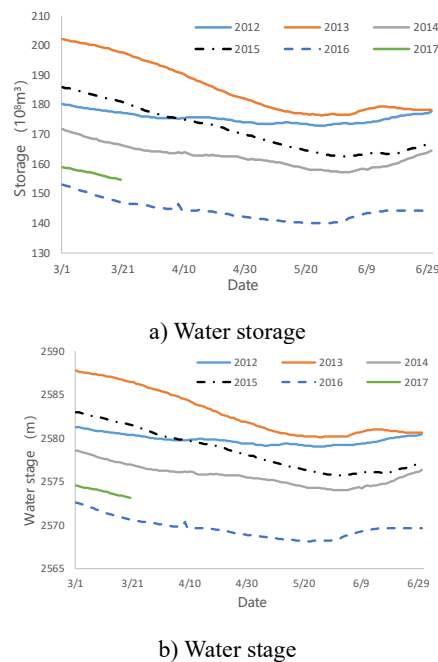 210
200
190
180
170
160
150
140
130
Storage (10⁸m³)
2012 2013 2014
2015 2016 2017
3/1 3/21 4/10 4/30 5/20 6/9 6/29
Date
a) Water storage
2590
2585
2580
2575
2570
2565
Water stage (m)
2012 2013 2014
2015 2016 2017
3/1 3/21 4/10 4/30 5/20 6/9 6/29
Date
b) Water stage